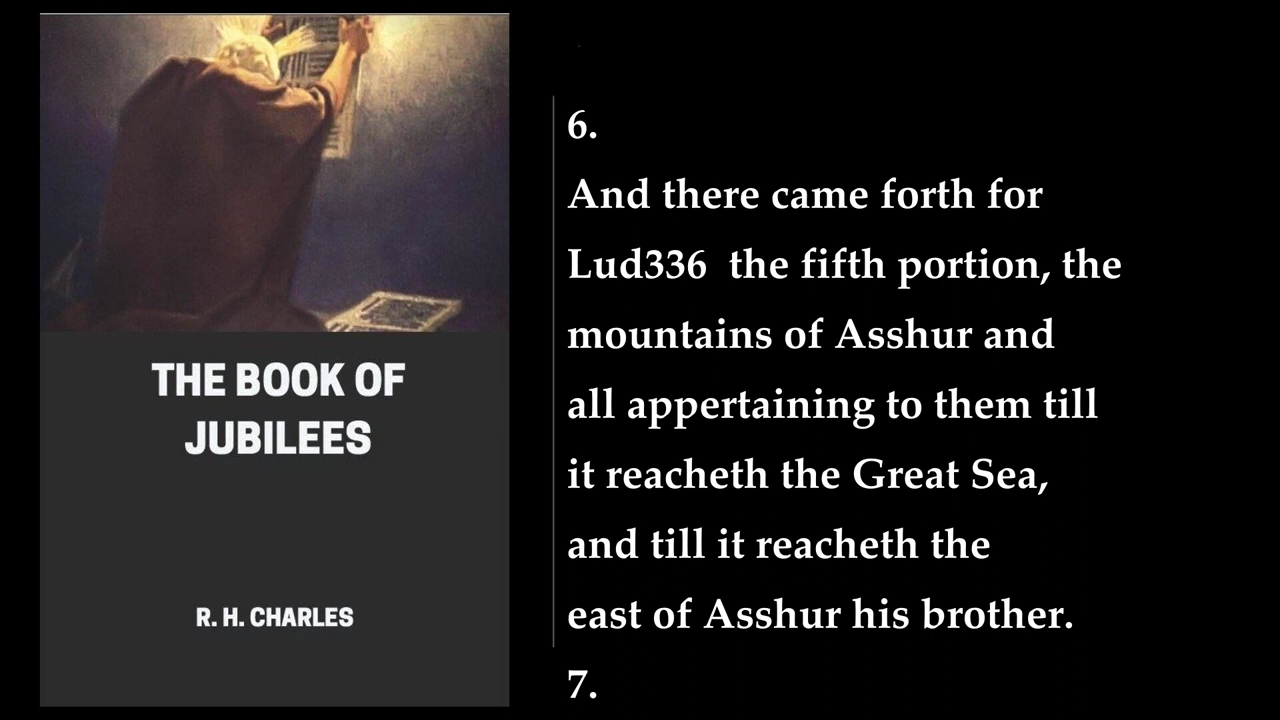 THE BOOK OF
JUBILEES
R. H. CHARLES
6.
And there came forth for
Lud336  the fifth portion, the
mountains of Asshur and
all appertaining to them till
it reacheth the Great Sea,
and till it reacheth the
east of Asshur his brother.
7.